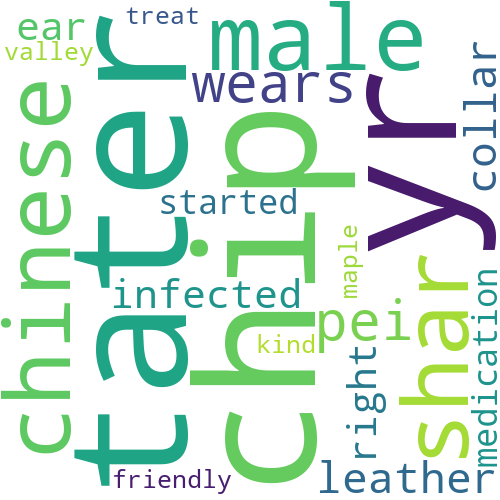 treat
ear
male
valley
wears
collar
chinese
tater
chip
yr
shar
started
infected
maple
pei
kind
right
medication
leather
friendly